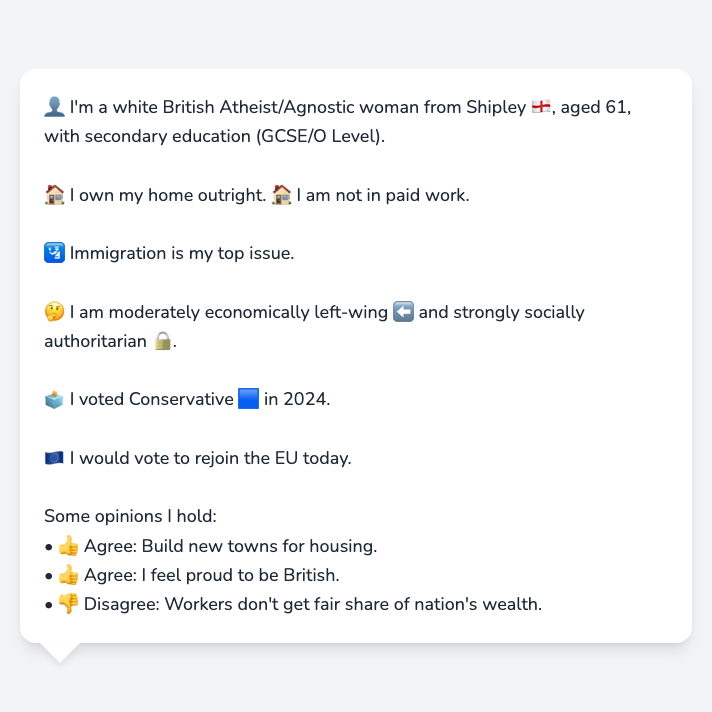 👤 I'm a white British Atheist/Agnostic woman from Shipley 🏴󠁧󠁢󠁥󠁮󠁧󠁿, aged 61,
with secondary education (GCSE/O Level).
🏠 I own my home outright. 🏠 I am not in paid work.
🛂 Immigration is my top issue.
🤔 I am moderately economically left-wing ⬅️ and strongly socially
authoritarian 🔒.
🗳️ I voted Conservative 🟦 in 2024.
🇪🇺 I would vote to rejoin the EU today.
Some opinions I hold:
• 👍 Agree: Build new towns for housing.
• 👍 Agree: I feel proud to be British.
• 👎 Disagree: Workers don't get fair share of nation's wealth.